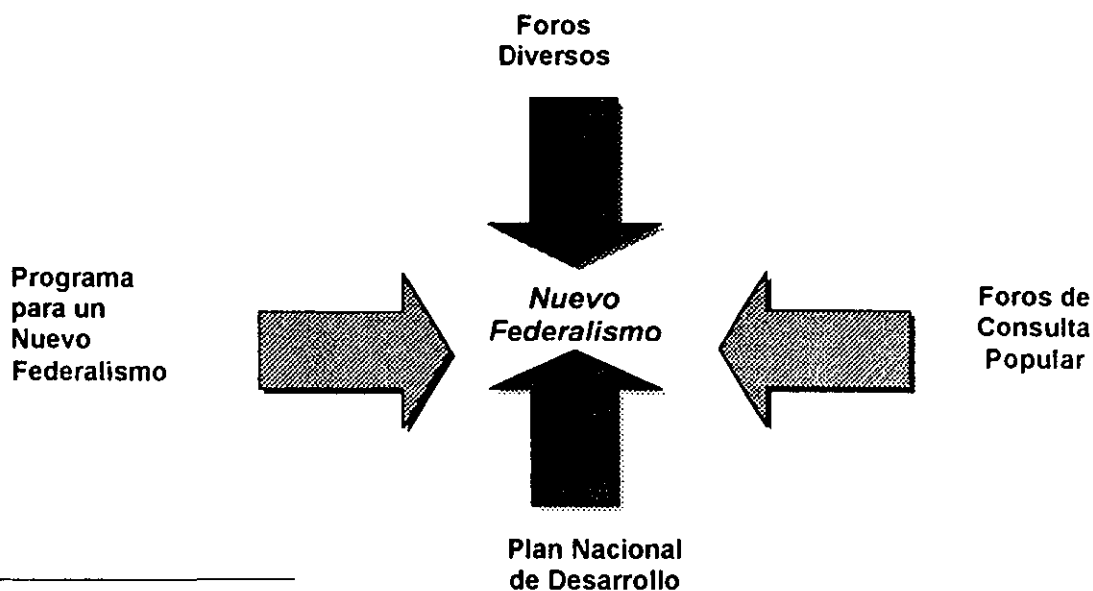 Foros
Diversos
Programa
para un
Nuevo
Federalismo
Nuevo
Federalismo
Foros de
Consulta
Popular
Plan Nacional
de Desarrollo